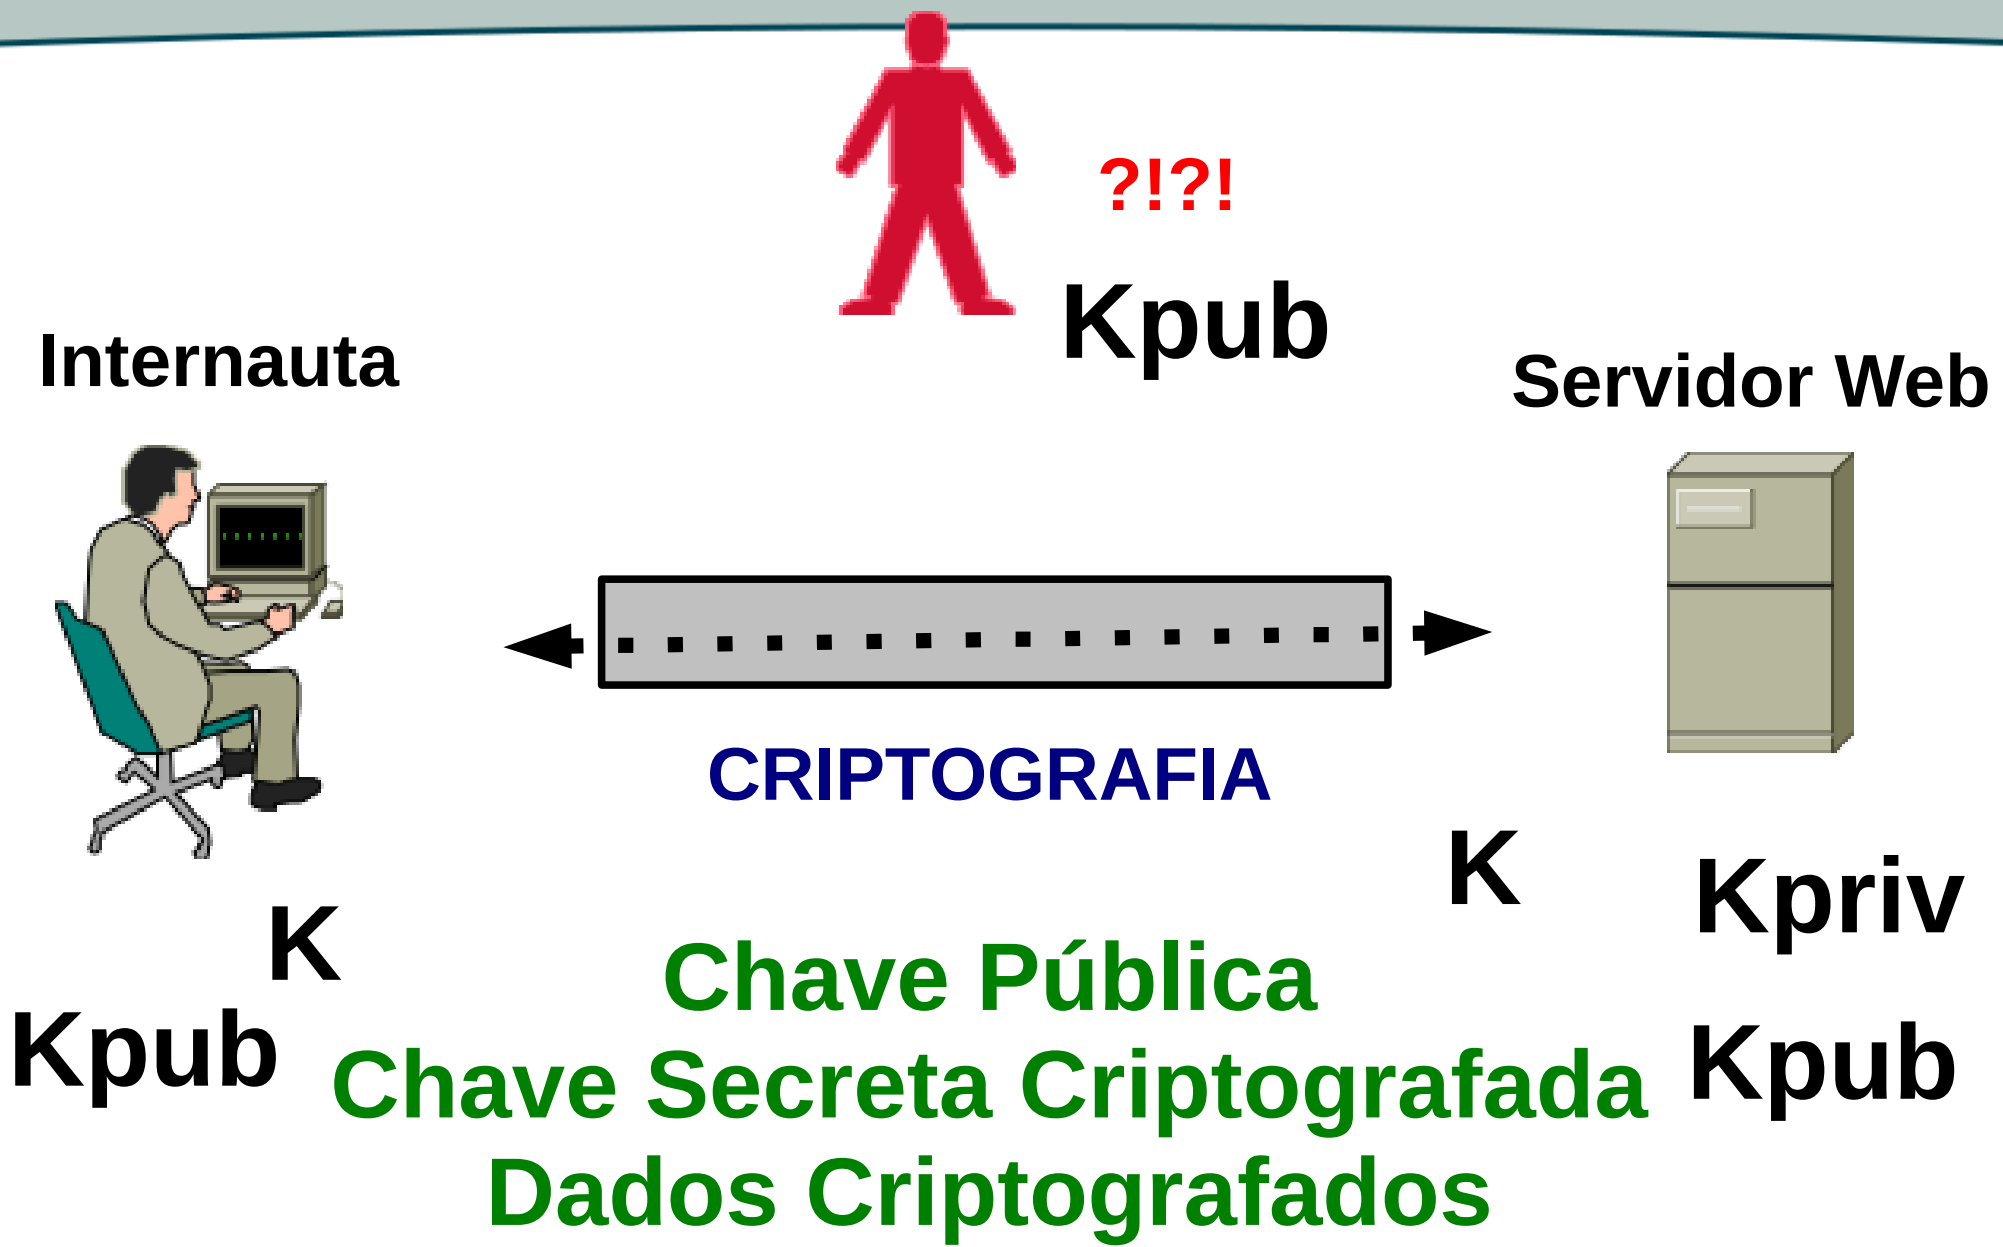 ?!?!
Kpub
Internauta
Servidor Web
CRIPTOGRAFIA
K
Kpriv
K
Kpub
Chave Pública
Chave Secreta Criptografada
Dados Criptografados
Kpub